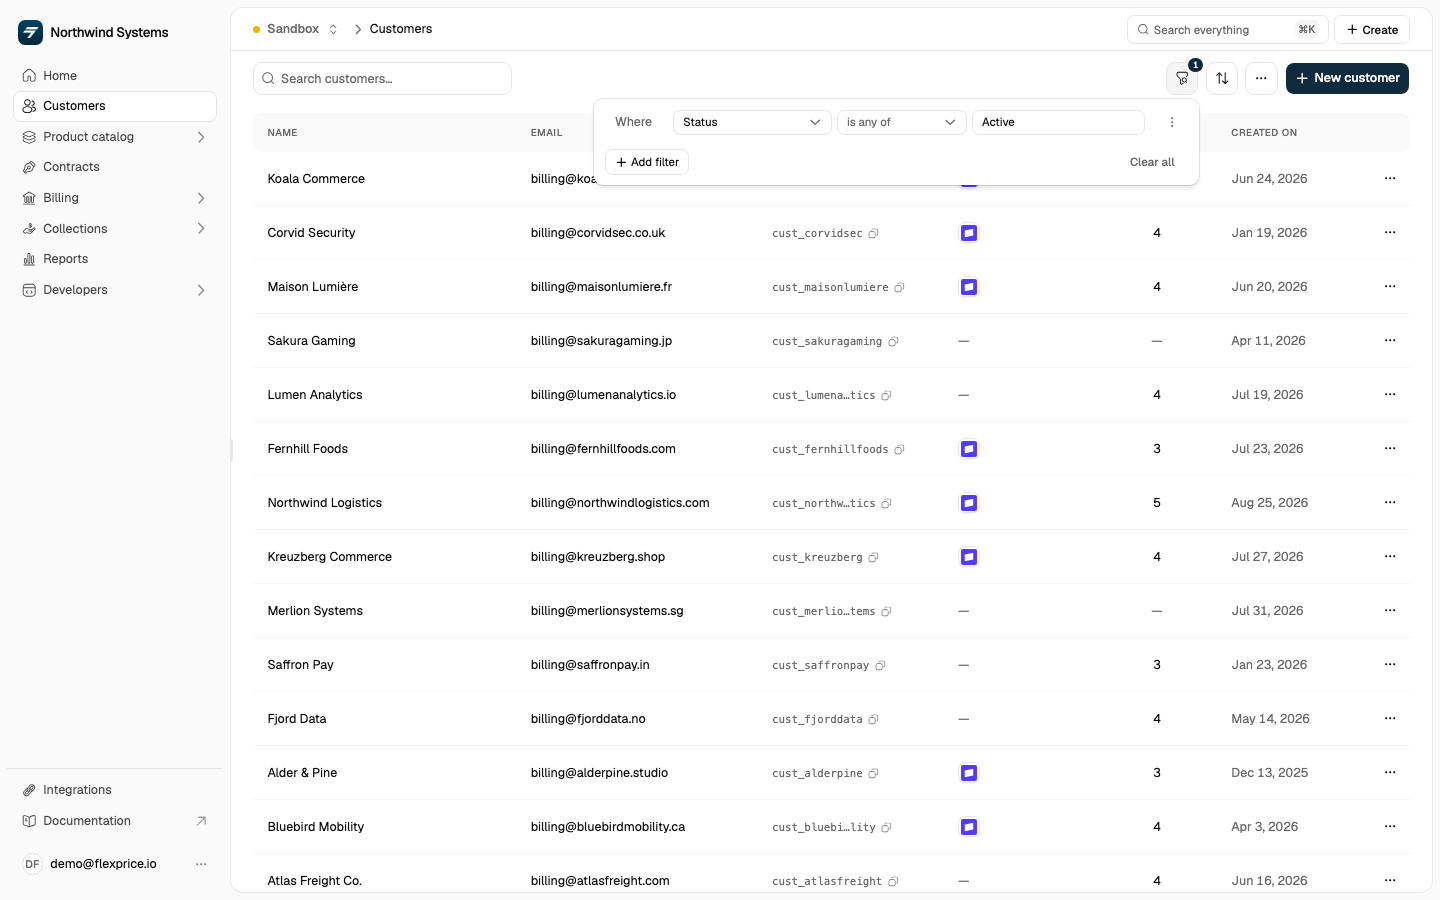 Northwind Systems
Home
Customers
Product catalog
Contracts
Billing
Collections
Reports
Developers
Integrations
Documentation
DF demo@flexprice.io
Sandbox Customers
Search everything ⌘K
Create
Search customers...
1
New customer
Where Status is any of Active
Add filter Clear all
NAME EMAIL CREATED ON
Koala Commerce Jun 24, 2026
Corvid Security billing@corvidsec.co.uk cust_corvidsec 4 Jan 19, 2026
Maison Lumière billing@maisonlumiere.fr cust_maisonlumiere 4 Jun 20, 2026
Sakura Gaming billing@sakuragaming.jp cust_sakuragaming — — Apr 11, 2026
Lumen Analytics billing@lumenanalytics.io cust_lumena…tics — 4 Jul 19, 2026
Fernhill Foods billing@fernhillfoods.com cust_fernhillfoods 3 Jul 23, 2026
Northwind Logistics billing@northwindlogistics.com cust_northw…tics 5 Aug 25, 2026
Kreuzberg Commerce billing@kreuzberg.shop cust_kreuzberg 4 Jul 27, 2026
Merlion Systems billing@merlionsystems.sg cust_merlio…tems — — Jul 31, 2026
Saffron Pay billing@saffronpay.in cust_saffronpay — 3 Jan 23, 2026
Fjord Data billing@fjorddata.no cust_fjorddata — 4 May 14, 2026
Alder & Pine billing@alderpine.studio cust_alderpine 3 Dec 13, 2025
Bluebird Mobility billing@bluebirdmobility.ca cust_bluebi…lity 4 Apr 3, 2026
Atlas Freight Co. billing@atlasfreight.com cust_atlasfreight — 4 Jun 16, 2026